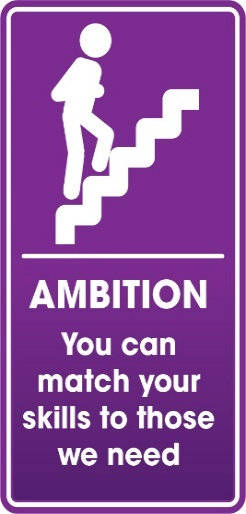 AMBITION
You can
match your
skills to those
we need